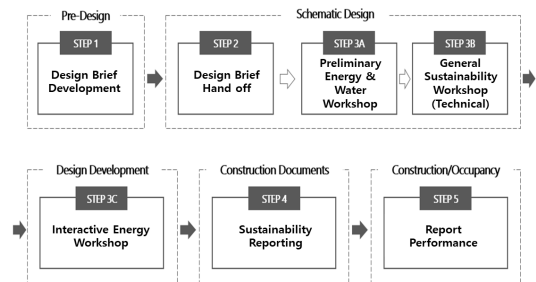 Pre-Design
STEP 1
Design Brief
Development
Schematic Design
STEP 2
Design Brief
Hand off
STEP 3A
Preliminary
Energy &
Water
Workshop
STEP 3B
General
Sustainability
Workshop
(Technical)
Design Development
STEP 3C
Interactive Energy
Workshop
Construction Documents
STEP 4
Sustainability
Reporting
Construction/Occupancy
STEP 5
Report
Performance